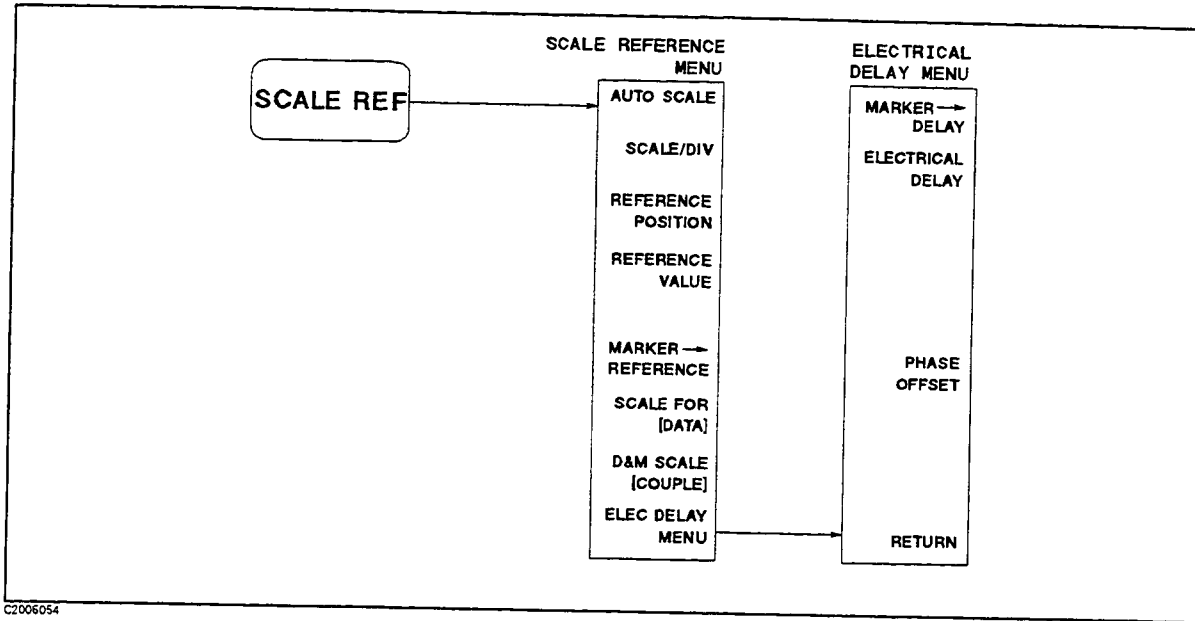 SCALE REF
SCALE REFERENCE
MENU
AUTO SCALE
SCALE/DIV
REFERENCE
POSITION
REFERENCE
VALUE
MARKER→
REFERENCE
SCALE FOR
[DATA]
D&M SCALE
[COUPLE]
ELEC DELAY
MENU
ELECTRICAL
DELAY MENU
MARKER→
DELAY
ELECTRICAL
DELAY
PHASE
OFFSET
RETURN
C2006054